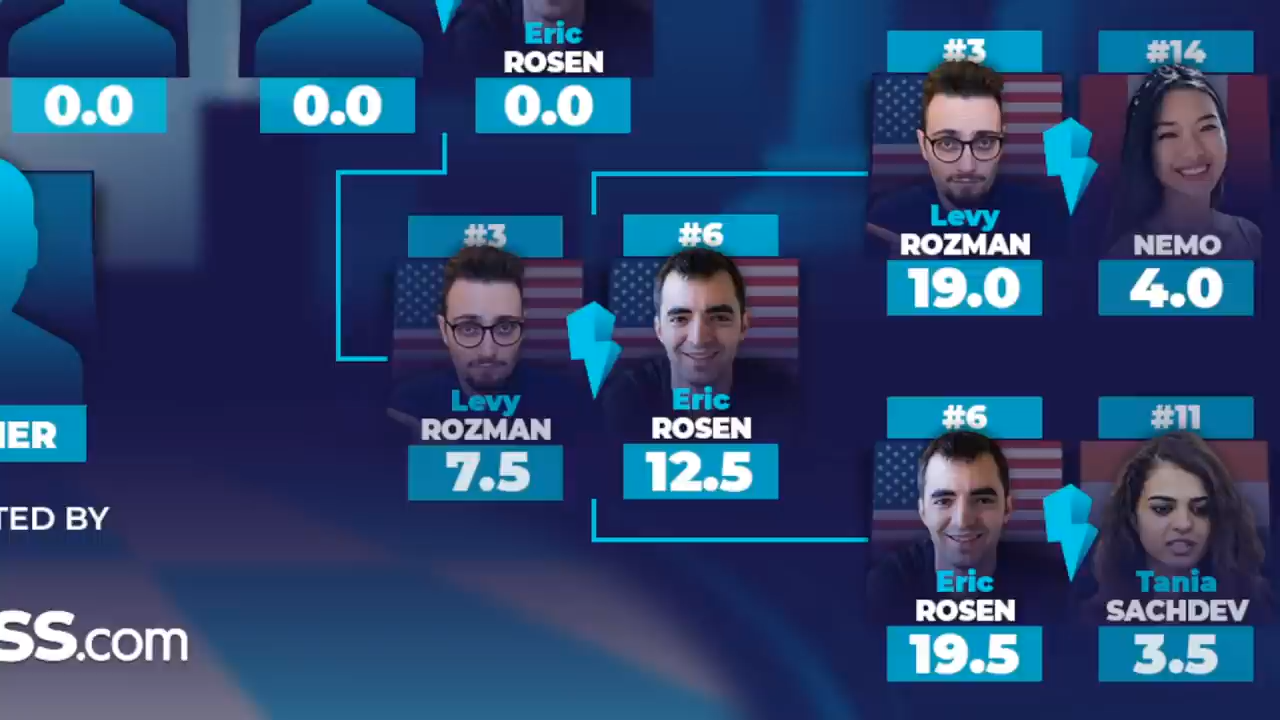 Eric
ROSEN
0.0
0.0
0.0
#3
#14
Levy
ROZMAN
NEMO
19.0
4.0
#3
#6
Levy
ROZMAN
Eric
ROSEN
7.5
12.5
#6
#11
Eric
ROSEN
Tania
SACHDEV
19.5
3.5
NER
TED BY
SS.com